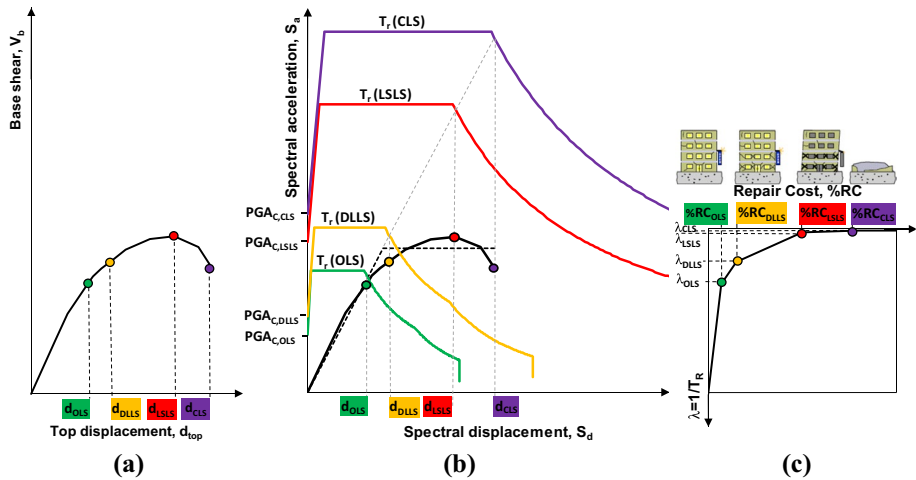 Base shear, V_b
d_OLS
d_DLLS
d_LSLS
d_CLS
Top displacement, d_top
(a)
Spectral acceleration, S_a
T_r (CLS)
T_r (LSLS)
PGA_C,CLS
T_r (DLLS)
PGA_C,LSLS
T_r (OLS)
PGA_C,DLLS
PGA_C,OLS
d_OLS
d_DLLS
d_LSLS
d_CLS
Spectral displacement, S_d
(b)
Repair Cost, %RC
%RC_OLS
%RC_DLLS
%RC_LSLS
%RC_CLS
λ_CLS
λ_LSLS
λ_DLLS
λ_OLS
λ=1/T_R
(c)